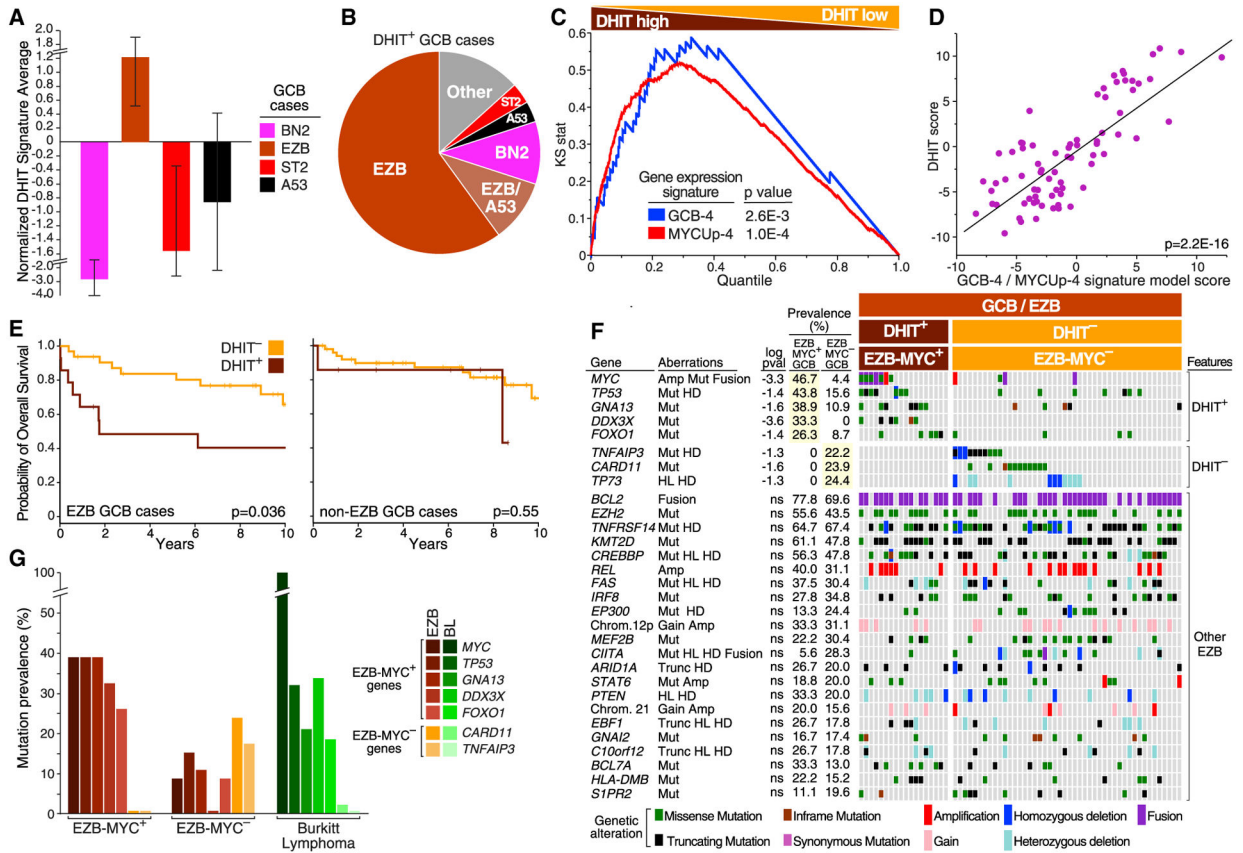 A
Normalized DHIT Signature Average
2.0
1.8
1.4
1.2
1.0
0.8
0.6
0.4
0.2
0
-0.2
-0.4
-0.6
-0.8
-1.0
-1.2
-1.4
-1.6
-2.0
-3.0
-4.0
GCB
cases
BN2
EZB
ST2
A53
B
DHIT+ GCB cases
Other
ST2
A53
BN2
EZB/
A53
EZB
C
DHIT high
DHIT low
KS stat
0.6
0.5
0.4
0.3
0.2
0.1
0
0 0.2 0.4 0.6 0.8 1.0
Quantile
Gene expression
signature p value
GCB-4 2.6E-3
MYCUp-4 1.0E-4
D
DHIT score
10
5
0
-5
-10
-10 -5 0 5 10
GCB-4 / MYCUp-4 signature model score
p=2.2E-16
E
Probability of Overall Survival
DHIT−
DHIT+
1.0
0.8
0.4
0
EZB GCB cases p=0.036
0 2 4 6 8 10
Years
non-EZB GCB cases p=0.55
0 2 4 6 8 10
Years
F
GCB / EZB
DHIT+ DHIT−
EZB-MYC+ EZB-MYC−
Features
Prevalence
(%)
Gene Aberrations log pval EZB MYC+ GCB EZB MYC− GCB
MYC Amp Mut Fusion -3.3 46.7 4.4
TP53 Mut HD -1.4 43.8 15.6
GNA13 Mut -1.6 38.9 10.9
DDX3X Mut -3.6 33.3 0
FOXO1 Mut -1.4 26.3 8.7
DHIT+
TNFAIP3 Mut HD -1.3 0 22.2
CARD11 Mut -1.6 0 23.9
TP73 HL HD -1.3 0 24.4
DHIT−
BCL2 Fusion ns 77.8 69.6
EZH2 Mut ns 55.6 43.5
TNFRSF14 Mut HD ns 64.7 67.4
KMT2D Mut ns 61.1 47.8
CREBBP Mut HL HD ns 56.3 47.8
REL Amp ns 40.0 31.1
FAS Mut HL HD ns 37.5 30.4
IRF8 Mut ns 27.8 34.8
EP300 Mut HD ns 13.3 24.4
Chrom.12p Gain Amp ns 33.3 31.1
MEF2B Mut ns 22.2 30.4
CIITA Mut HL HD Fusion ns 5.6 28.3
ARID1A Trunc HD ns 26.7 20.0
STAT6 Mut Amp ns 18.8 20.0
PTEN HL HD ns 33.3 20.0
Chrom. 21 Gain Amp ns 20.0 15.6
EBF1 Trunc HL HD ns 26.7 17.8
GNAI2 Mut ns 16.7 17.4
C10orf12 Trunc HL HD ns 26.7 17.8
BCL7A Mut ns 33.3 13.0
HLA-DMB Mut ns 22.2 15.2
S1PR2 Mut ns 11.1 19.6
Other
EZB
Genetic
alteration
Missense Mutation Inframe Mutation Amplification Homozygous deletion Fusion
Truncating Mutation Synonymous Mutation Gain Heterozygous deletion
G
Mutation prevalence (%)
100
90
50
40
30
20
10
0
EZB-MYC+ EZB-MYC− Burkitt
Lymphoma
EZB BL
EZB-MYC+
genes
MYC
TP53
GNA13
DDX3X
FOXO1
EZB-MYC−
genes
CARD11
TNFAIP3